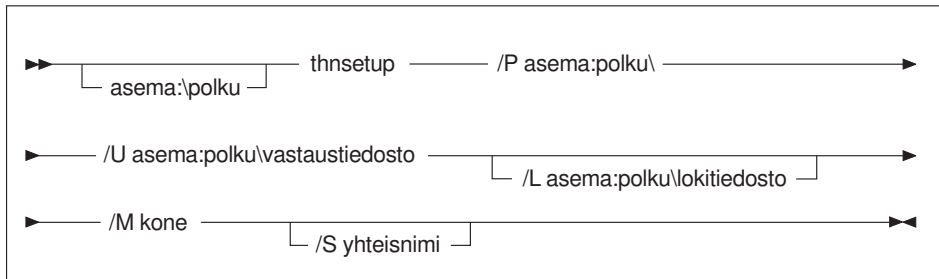 thnsetup /P asema:polku\
asema:\polku
/U asema:polku\vastaustiedosto
/L asema:polku\lokitiedosto
/M kone
/S yhteisnimi